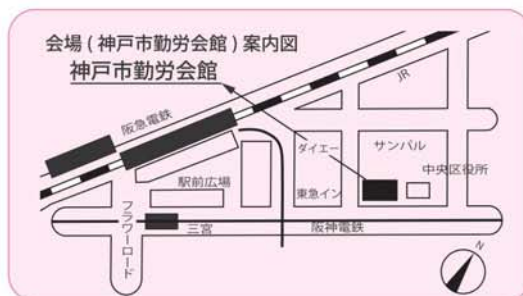 会場(神戸市勤労会館)案内図
神戸市勤労会館
阪急電鉄
JR
ダイエー
サンパル
中央区役所
駅前広場
東急イン
フラワーロード
三宮
阪神電鉄
N